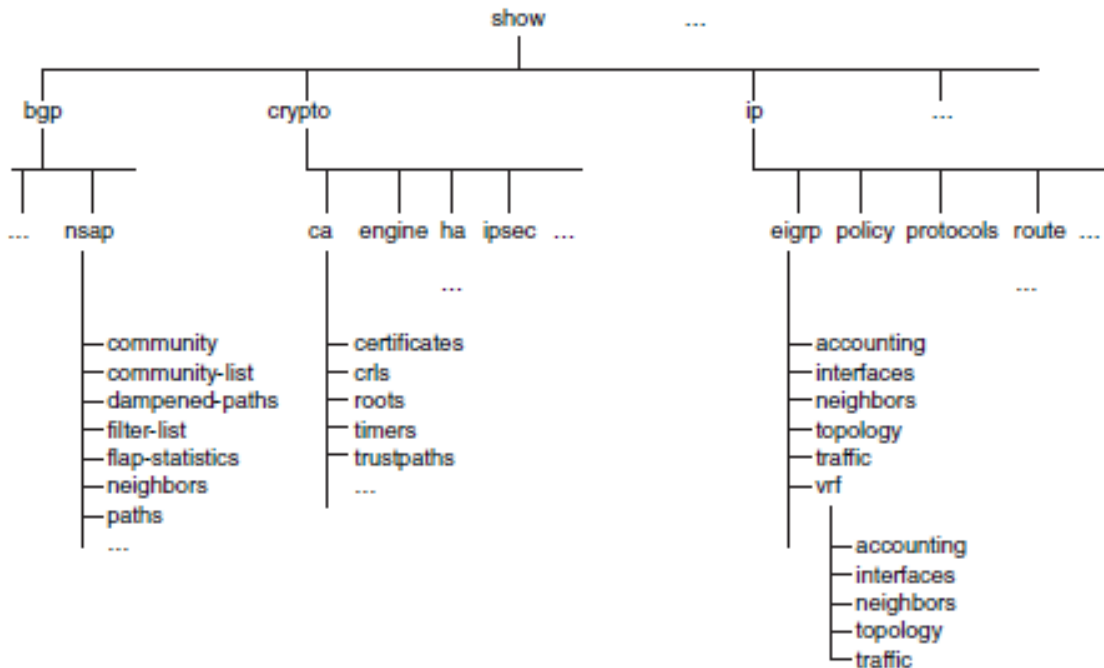 show ...
bgp crypto ip ...
... nsap ca engine ha ipsec ... eigrp policy protocols route ...
... ...
community certificates accounting
community-list crls interfaces
dampened-paths roots neighbors
filter-list timers topology
flap-statistics trustpaths traffic
neighbors ... vrf
paths
... accounting
interfaces
neighbors
topology
traffic